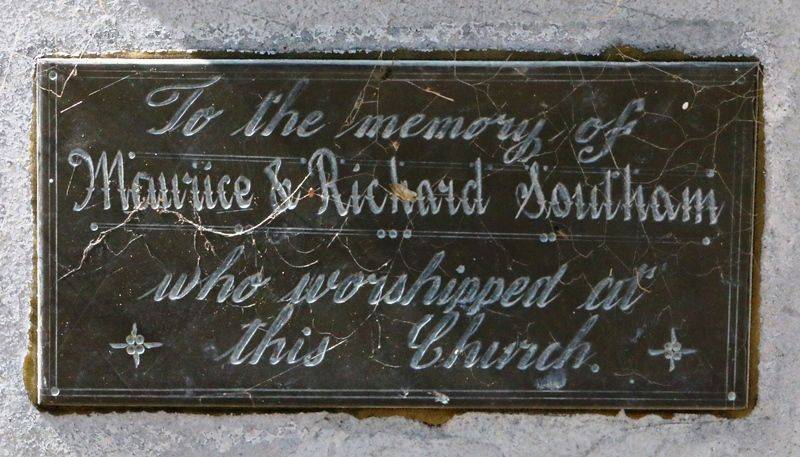 To the memory of
Maurice & Richard Southam
who worshipped at
this Church.